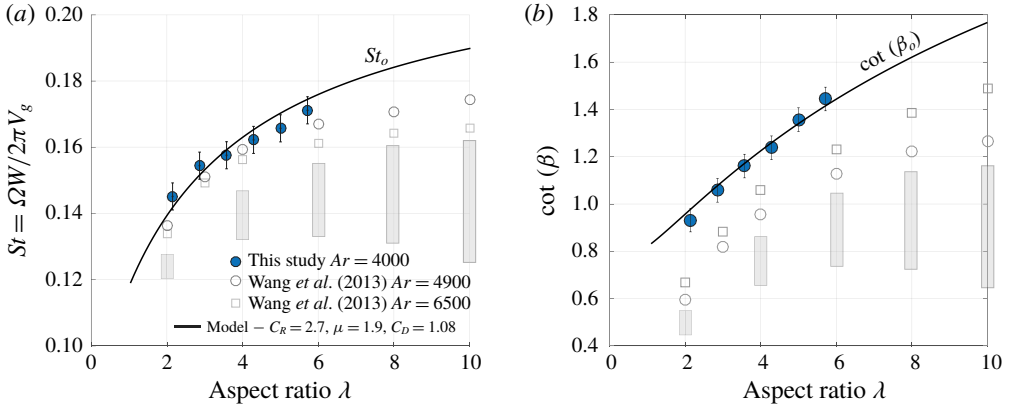 (a)
0.20
0.18
0.16
0.14
0.12
0.10
St = ΩW/2πV_g
St_o
This study Ar = 4000
Wang et al. (2013) Ar = 4900
Wang et al. (2013) Ar = 6500
Model – C_R = 2.7, μ = 1.9, C_D = 1.08
0 2 4 6 8 10
Aspect ratio λ
(b)
1.8
1.6
1.4
1.2
1.0
0.8
0.6
0.4
cot (β)
cot (β_o)
0 2 4 6 8 10
Aspect ratio λ